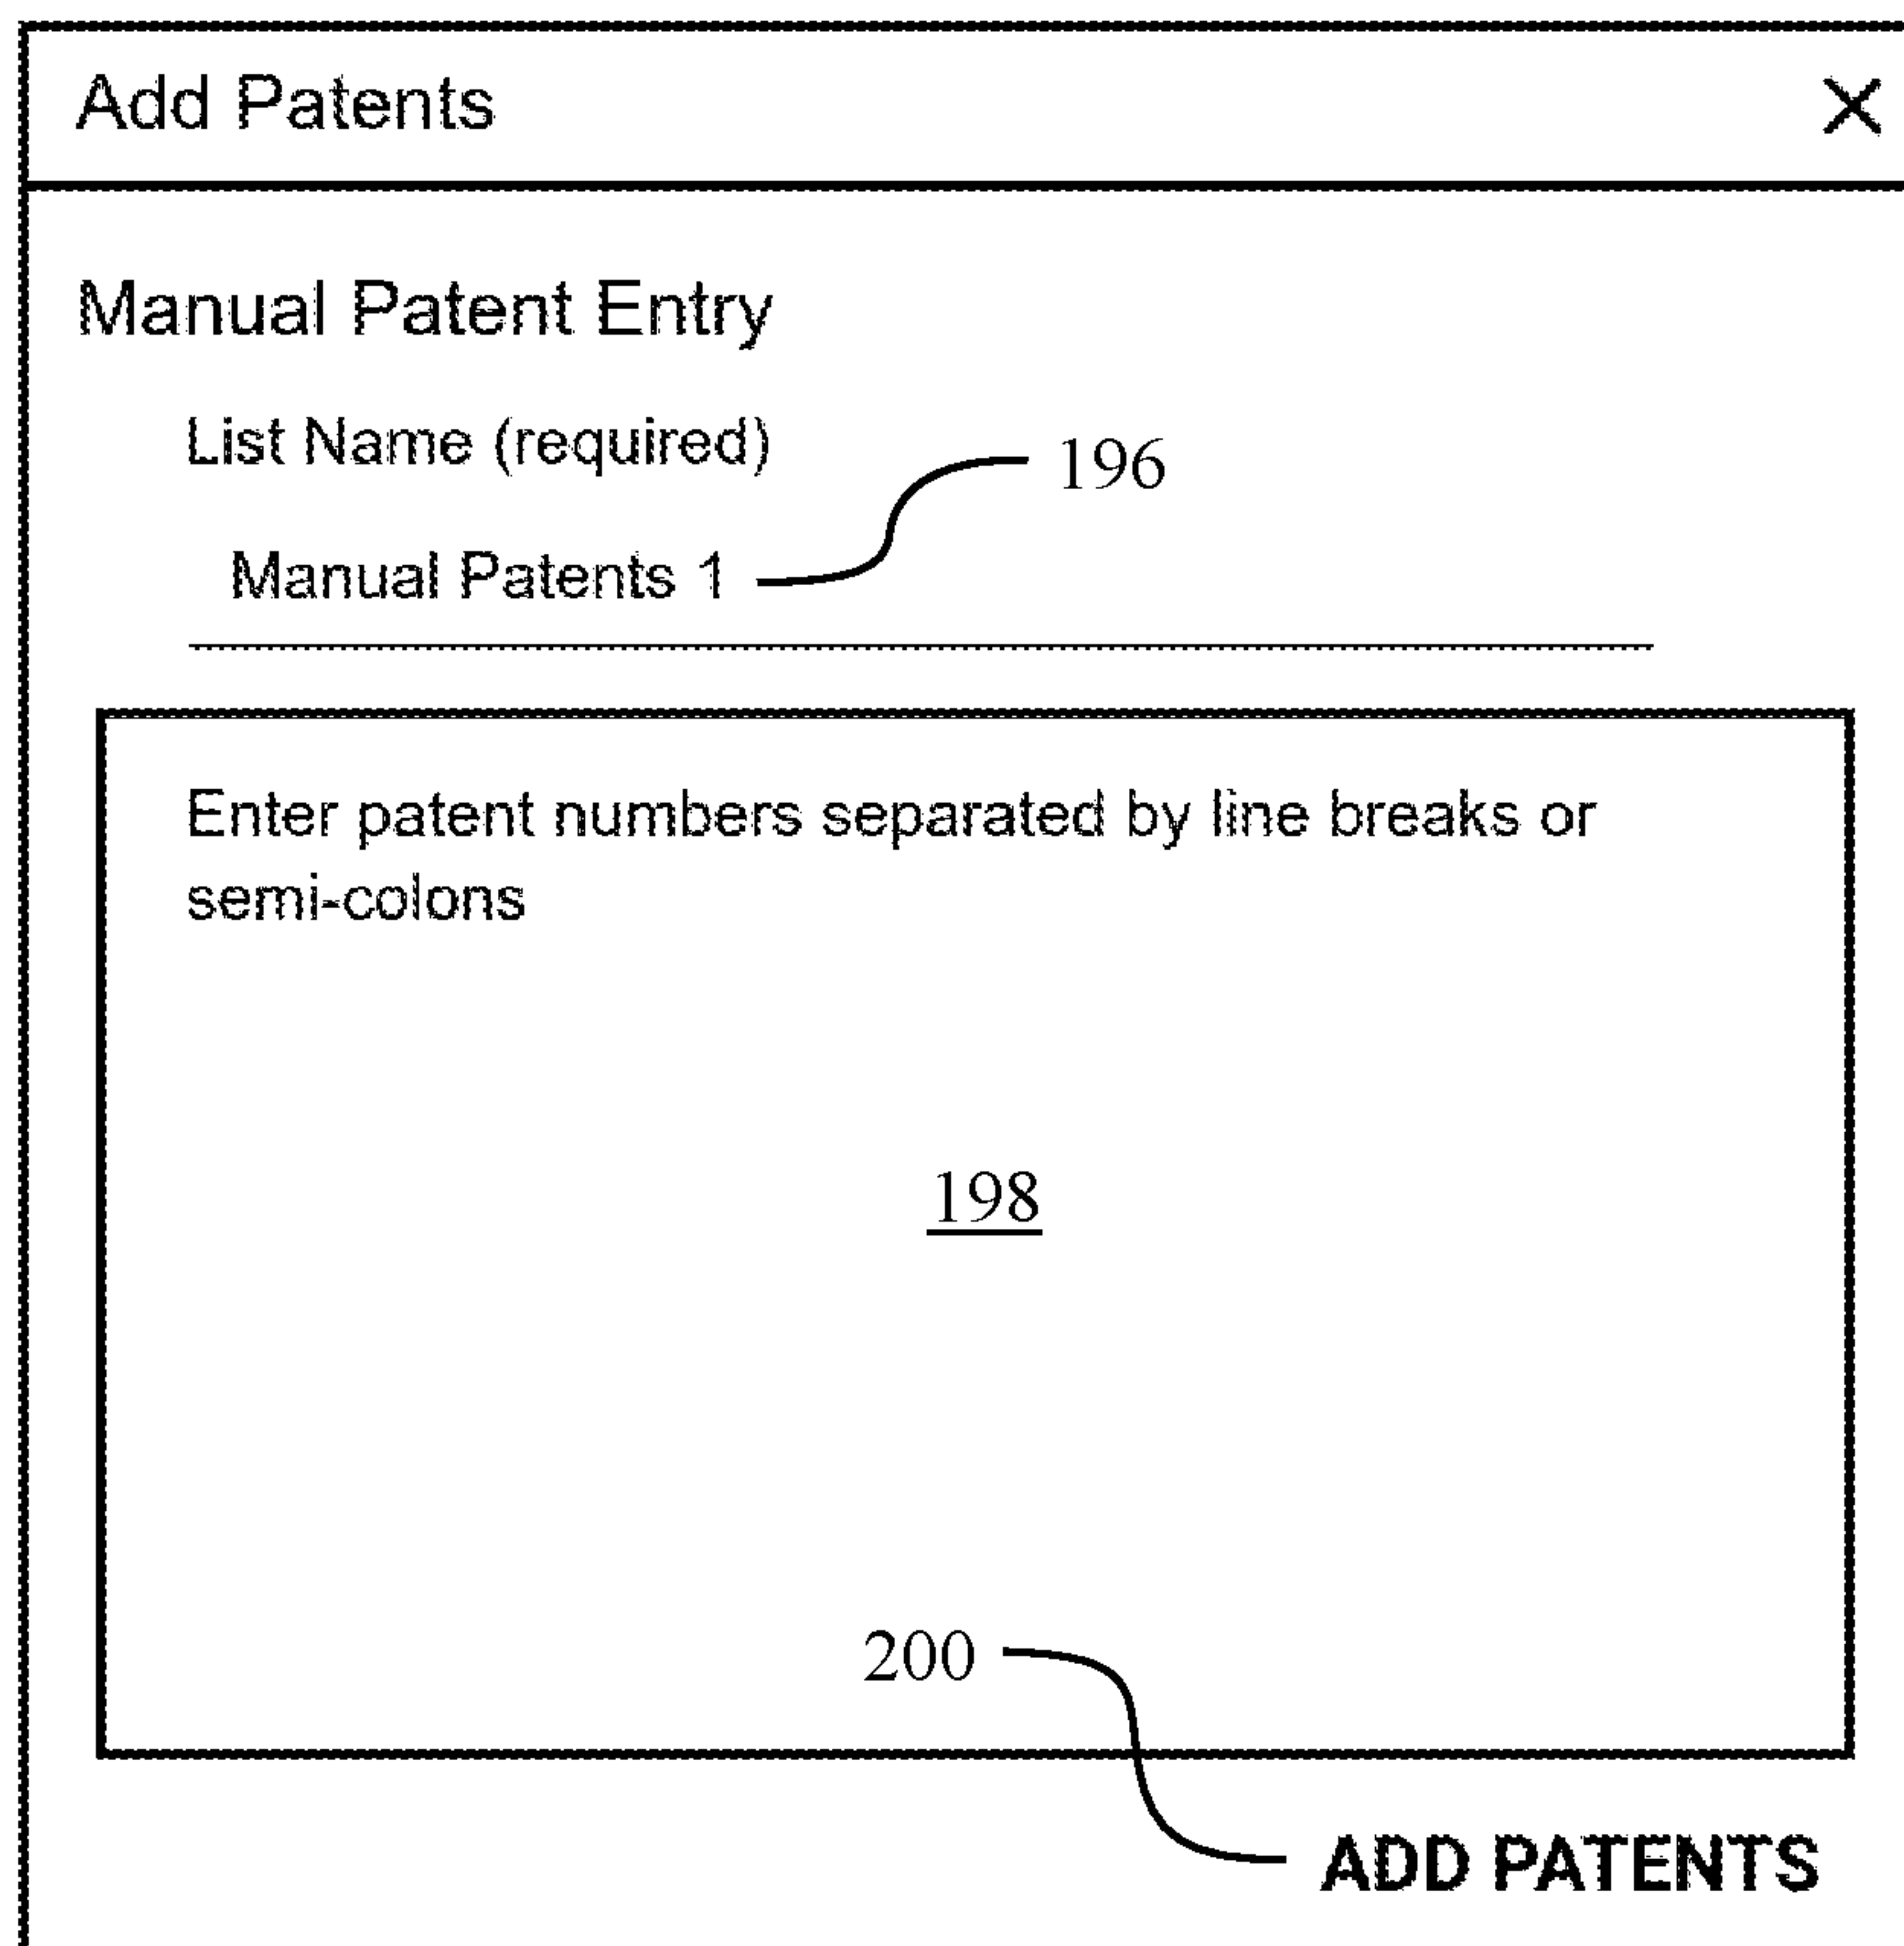 Add Patents X
Manual Patent Entry
List Name (required)
196
Manual Patents 1
Enter patent numbers separated by line breaks or
semi-colons
198
200
ADD PATENTS